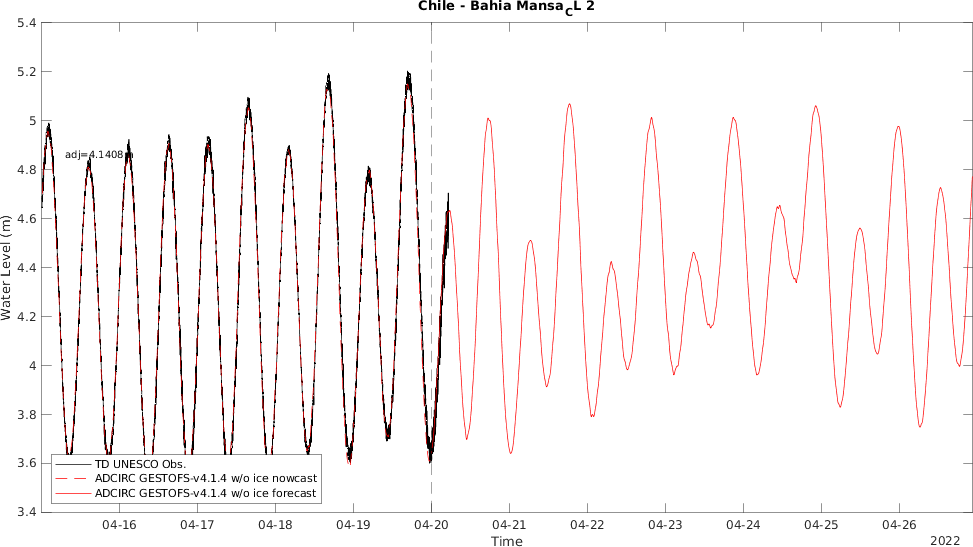 Chile - Bahia Mansa_CL 2
5.4
5.2
5
4.8
4.6
4.4
4.2
4
3.8
3.6
3.4
Water Level (m)
adj=4.1408 m
TD UNESCO Obs.
ADCIRC GESTOFS-v4.1.4 w/o ice nowcast
ADCIRC GESTOFS-v4.1.4 w/o ice forecast
04-16 04-17 04-18 04-19 04-20 04-21 04-22 04-23 04-24 04-25 04-26
Time
2022